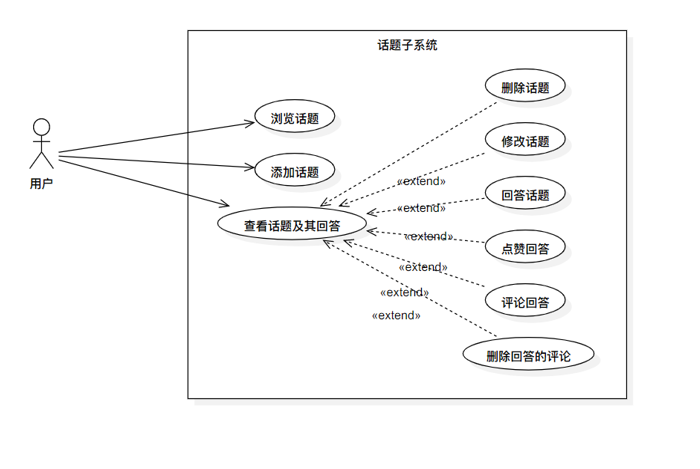 话题子系统
删除话题
浏览话题
修改话题
添加话题
«extend»
用户
回答话题
«extend»
查看话题及其回答
«extend»
点赞回答
«extend»
«extend»
评论回答
«extend»
删除回答的评论